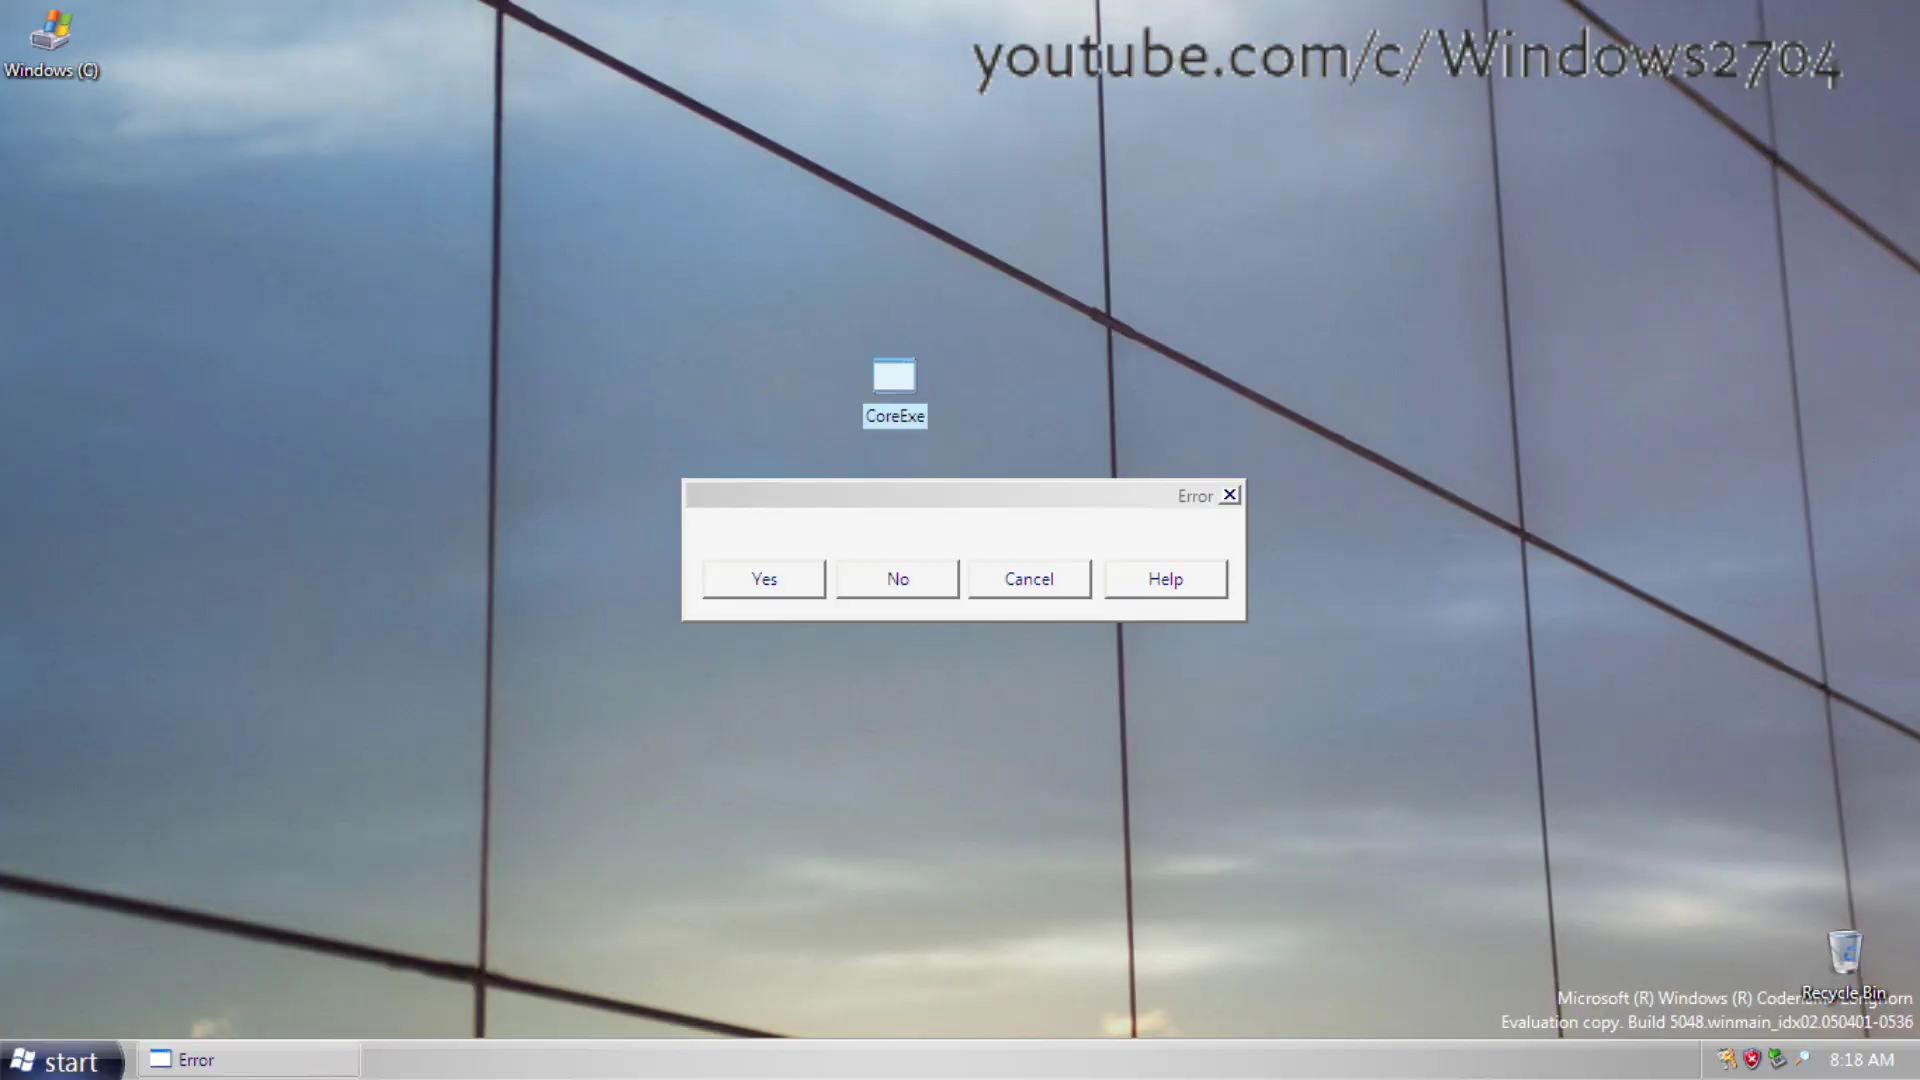 Windows (C)
youtube.com/c/Windows2704
CoreExe
Error
Yes
No
Cancel
Help
Recycle Bin
Microsoft (R) Windows (R) Codename Longhorn
Evaluation copy. Build 5048.winmain_idx02.050401-0536
start
Error
8:18 AM